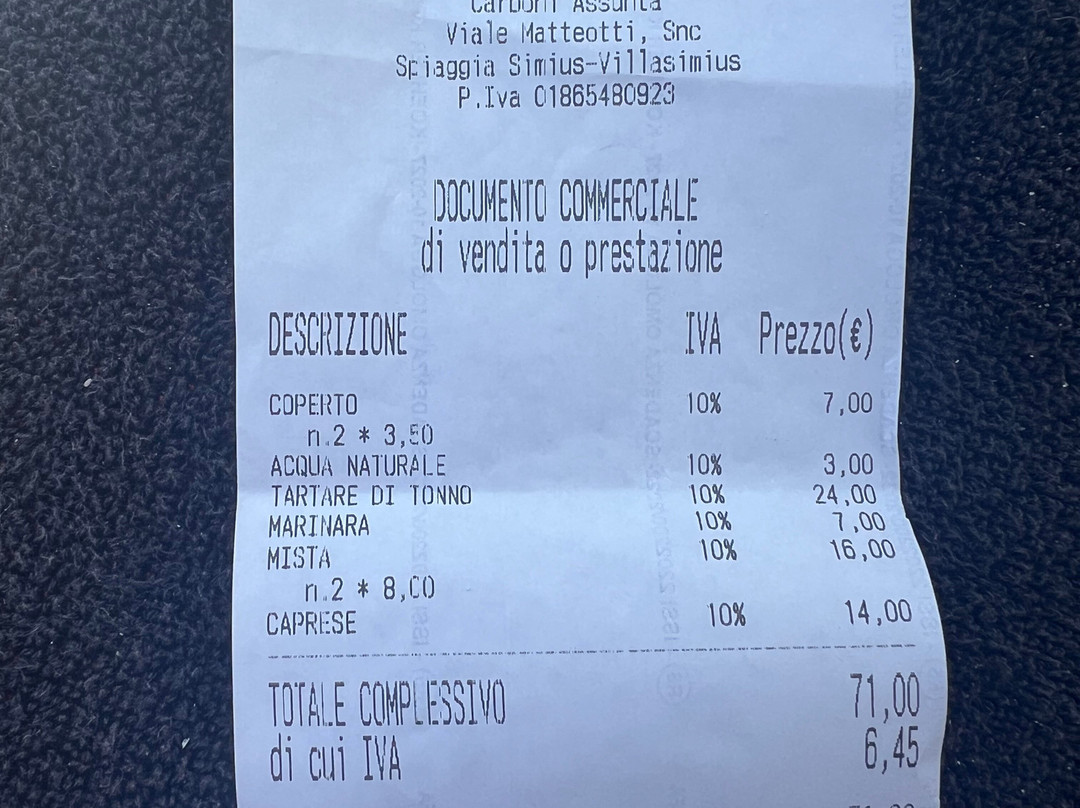 Carboni Assunta
Viale Matteotti, Snc
Spiaggia Simius-Villasimius
P.Iva 01865480923
DOCUMENTO COMMERCIALE
di vendita o prestazione
DESCRIZIONE IVA Prezzo(€)
COPERTO 10% 7,00
n.2 * 3,50
ACQUA NATURALE 10% 3,00
TARTARE DI TONNO 10% 24,00
MARINARA 10% 7,00
MISTA 10% 16,00
n.2 * 8,00
CAPRESE 10% 14,00
TOTALE COMPLESSIVO 71,00
di cui IVA 6,45